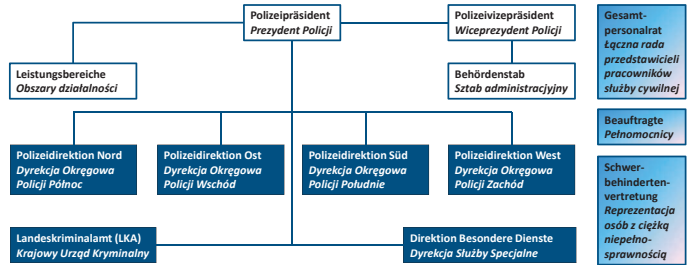 Polizeipräsident
Prezydent Policji
Polizeivizepräsident
Wiceprezydent Policji
Leistungsbereiche
Obszary działalności
Behördenstab
Sztab administracyjny
Polizeidirektion Nord
Dyrekcja Okręgowa
Policji Północ
Polizeidirektion Ost
Dyrekcja Okręgowa
Policji Wschód
Polizeidirektion Süd
Dyrekcja Okręgowa
Policji Południe
Polizeidirektion West
Dyrekcja Okręgowa
Policji Zachód
Landeskriminalamt (LKA)
Krajowy Urząd Kryminalny
Direktion Besondere Dienste
Dyrekcja Służby Specjalne
Gesamt-
personalrat
Łączna rada
przedstawicieli
pracowników
służby cywilnej
Beauftragte
Pełnomocnicy
Schwer-
behinderten-
vertretung
Reprezentacja
osób z ciężką
niepełno-
sprawnością